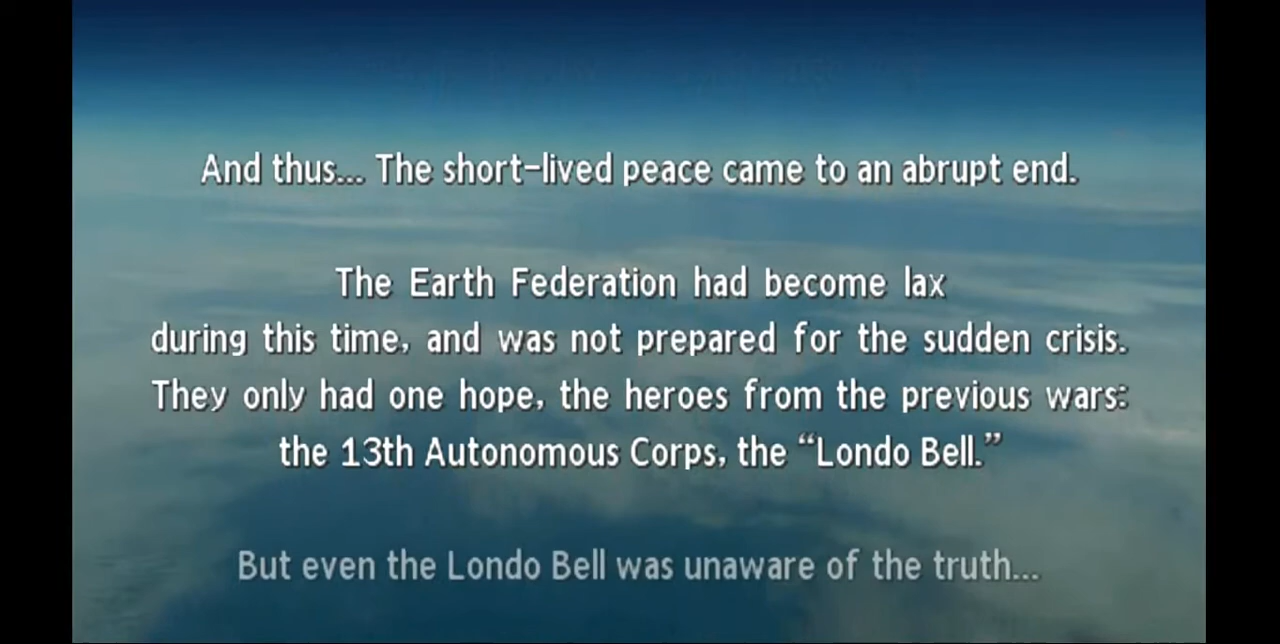 And thus... The short-lived peace came to an abrupt end.
The Earth Federation had become lax
during this time, and was not prepared for the sudden crisis.
They only had one hope, the heroes from the previous wars:
the 13th Autonomous Corps, the “Londo Bell.”
But even the Londo Bell was unaware of the truth...